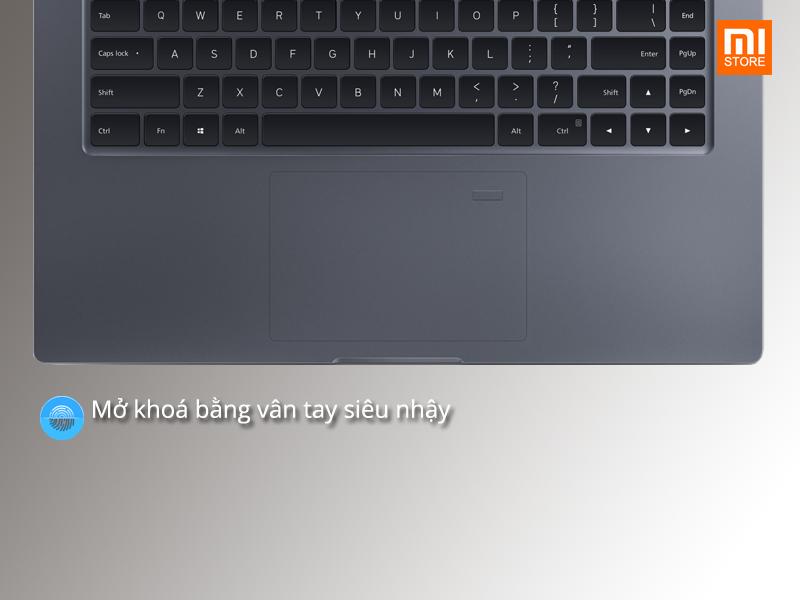 Tab Q W E R T Y U I O P { [ } ] | \ End
Caps lock A S D F G H J K L : ; " ' Enter PgUp
Shift Z X C V B N M < , > . ? / Shift ▲ PgDn
Ctrl Fn Alt Alt Ctrl ◄ ▼ ►
MI
STORE
Mở khoá bằng vân tay siêu nhậy